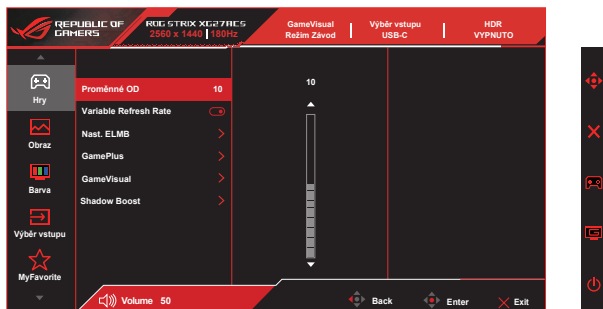 REPUBLIC OF
GAMERS
ROG STRIX XG27ACS
2560 x 1440 | 180Hz
GameVisual
Režim Závod
Výběr vstupu
USB-C
HDR
VYPNUTO
Hry
Obraz
Barva
Výběr vstupu
MyFavorite
Proměnné OD 10
Variable Refresh Rate
Nast. ELMB
GamePlus
GameVisual
Shadow Boost
10
Volume 50
Back
Enter
Exit